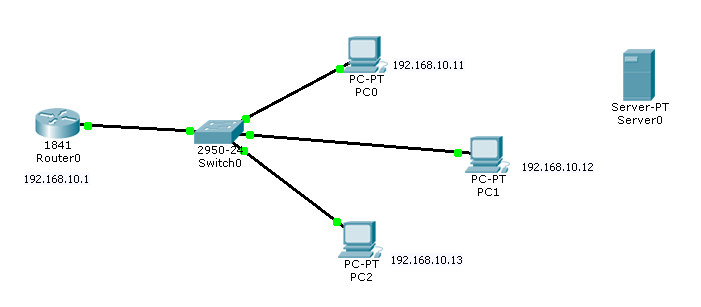 PC-PT
PC0
192.168.10.11
Server-PT
Server0
1841
Router0
192.168.10.1
2950-24
Switch0
PC-PT
PC1
192.168.10.12
PC-PT
PC2
192.168.10.13